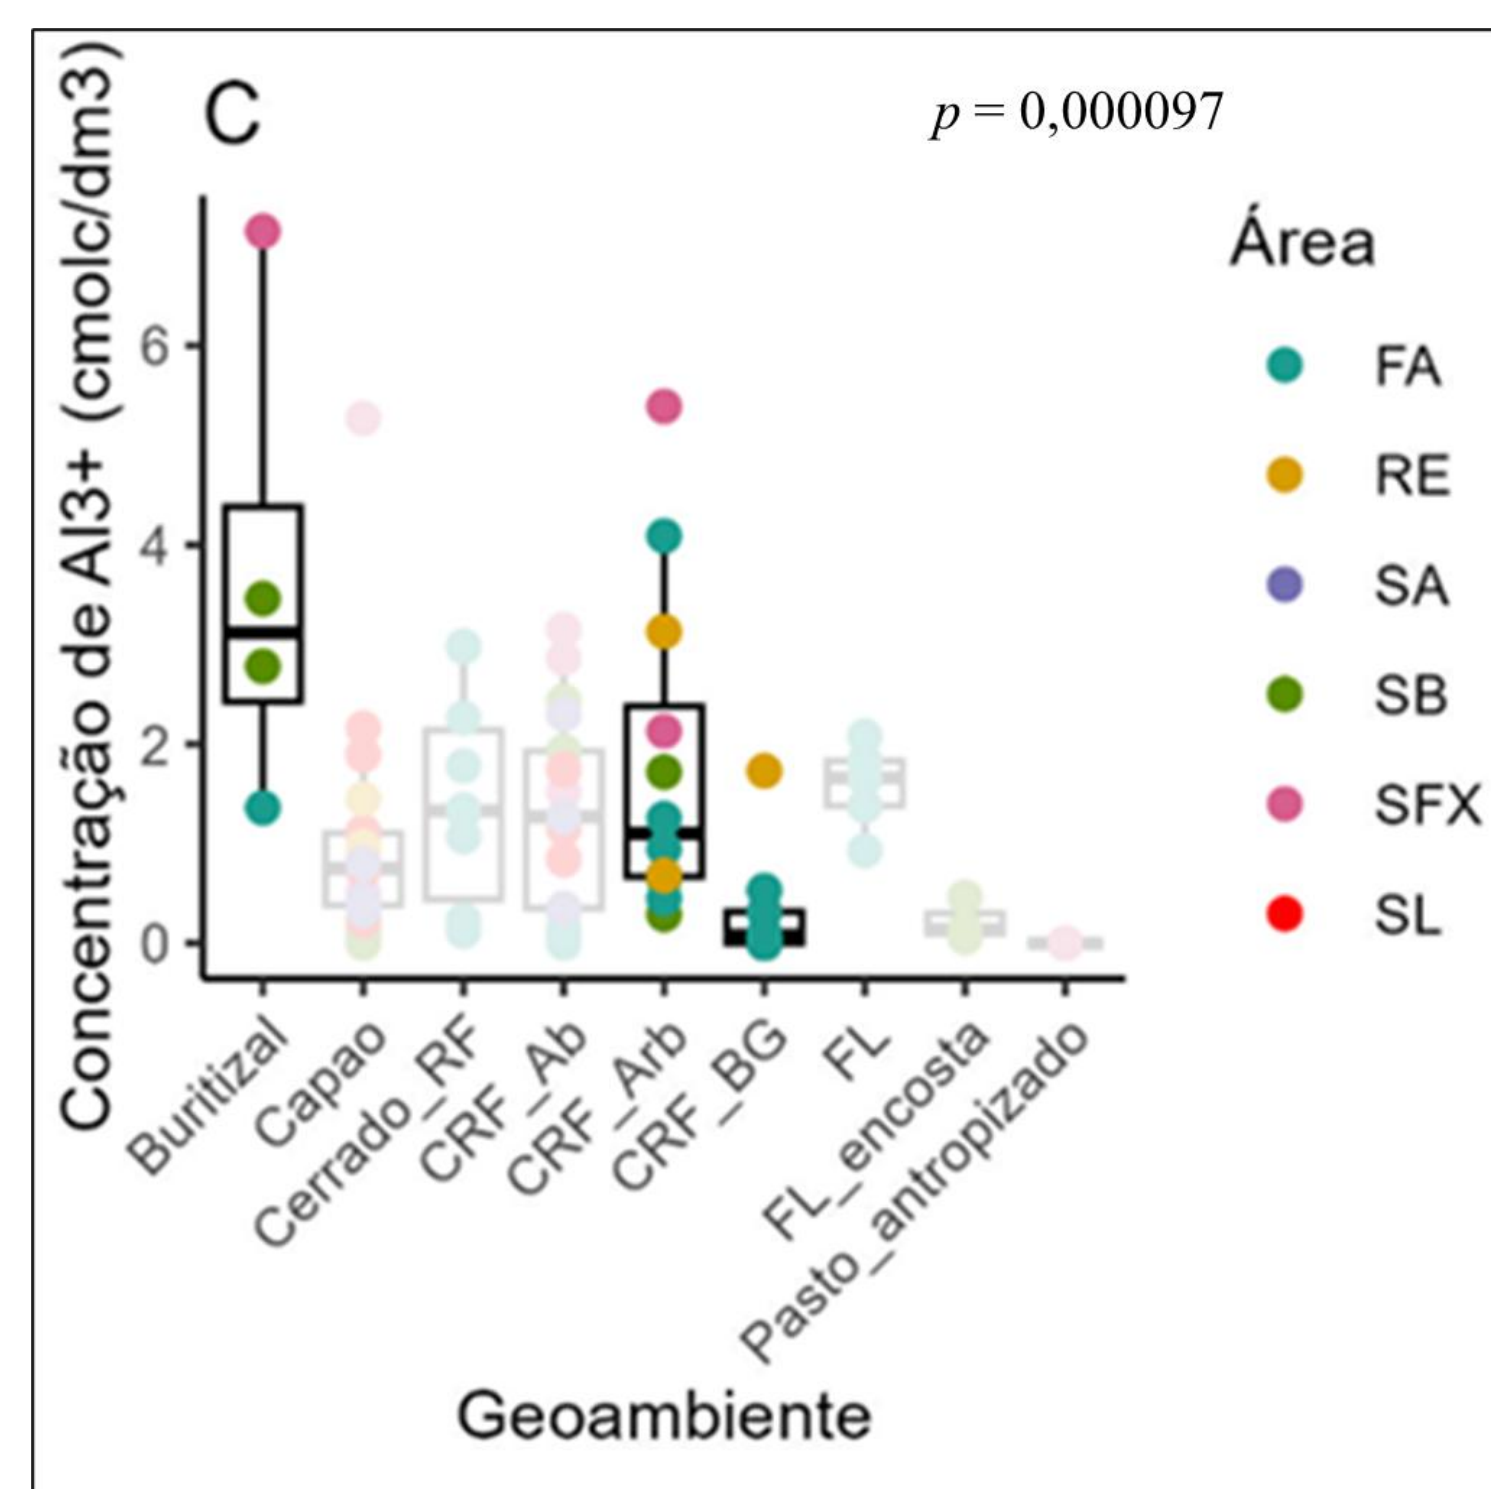 C
p = 0,000097
Concentração de Al3+ (cmolc/dm3)
6
4
2
0
Área
FA
RE
SA
SB
SFX
SL
Buritizal
Capao
Cerrado_RF
CRF_Ab
CRF_Arb
CRF_BG
FL
FL_encosta
Pasto_antropizado
Geoambiente